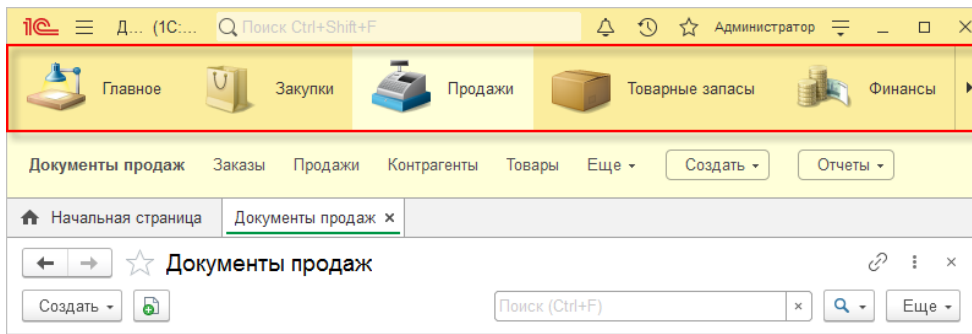 1С Д... (1С:... Поиск Ctrl+Shift+F Администратор
Главное Закупки Продажи Товарные запасы Финансы
Документы продаж Заказы Продажи Контрагенты Товары Еще Создать Отчеты
Начальная страница Документы продаж
Документы продаж
Создать Поиск (Ctrl+F) Еще